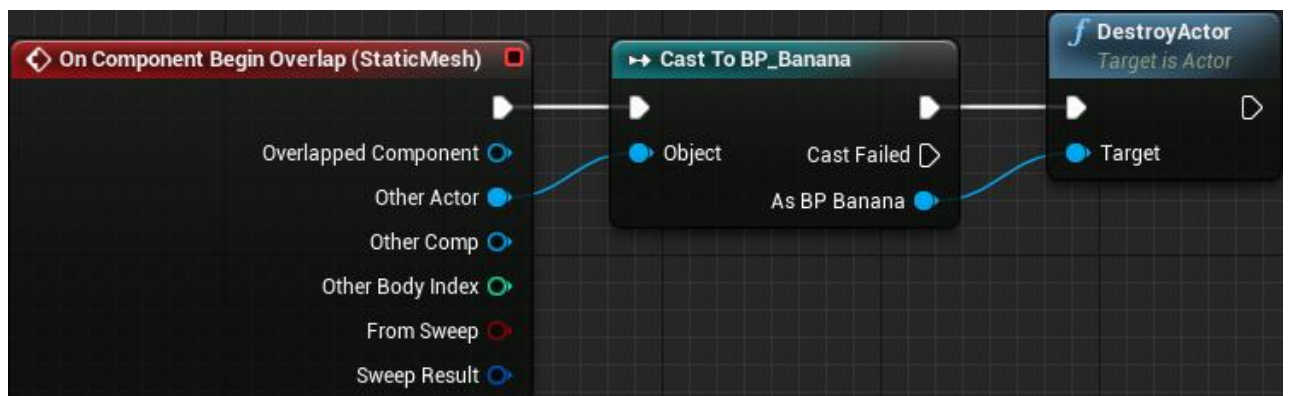 On Component Begin Overlap (StaticMesh)
Overlapped Component
Other Actor
Other Comp
Other Body Index
From Sweep
Sweep Result
Cast To BP_Banana
Object
Cast Failed
As BP Banana
f DestroyActor
Target is Actor
Target